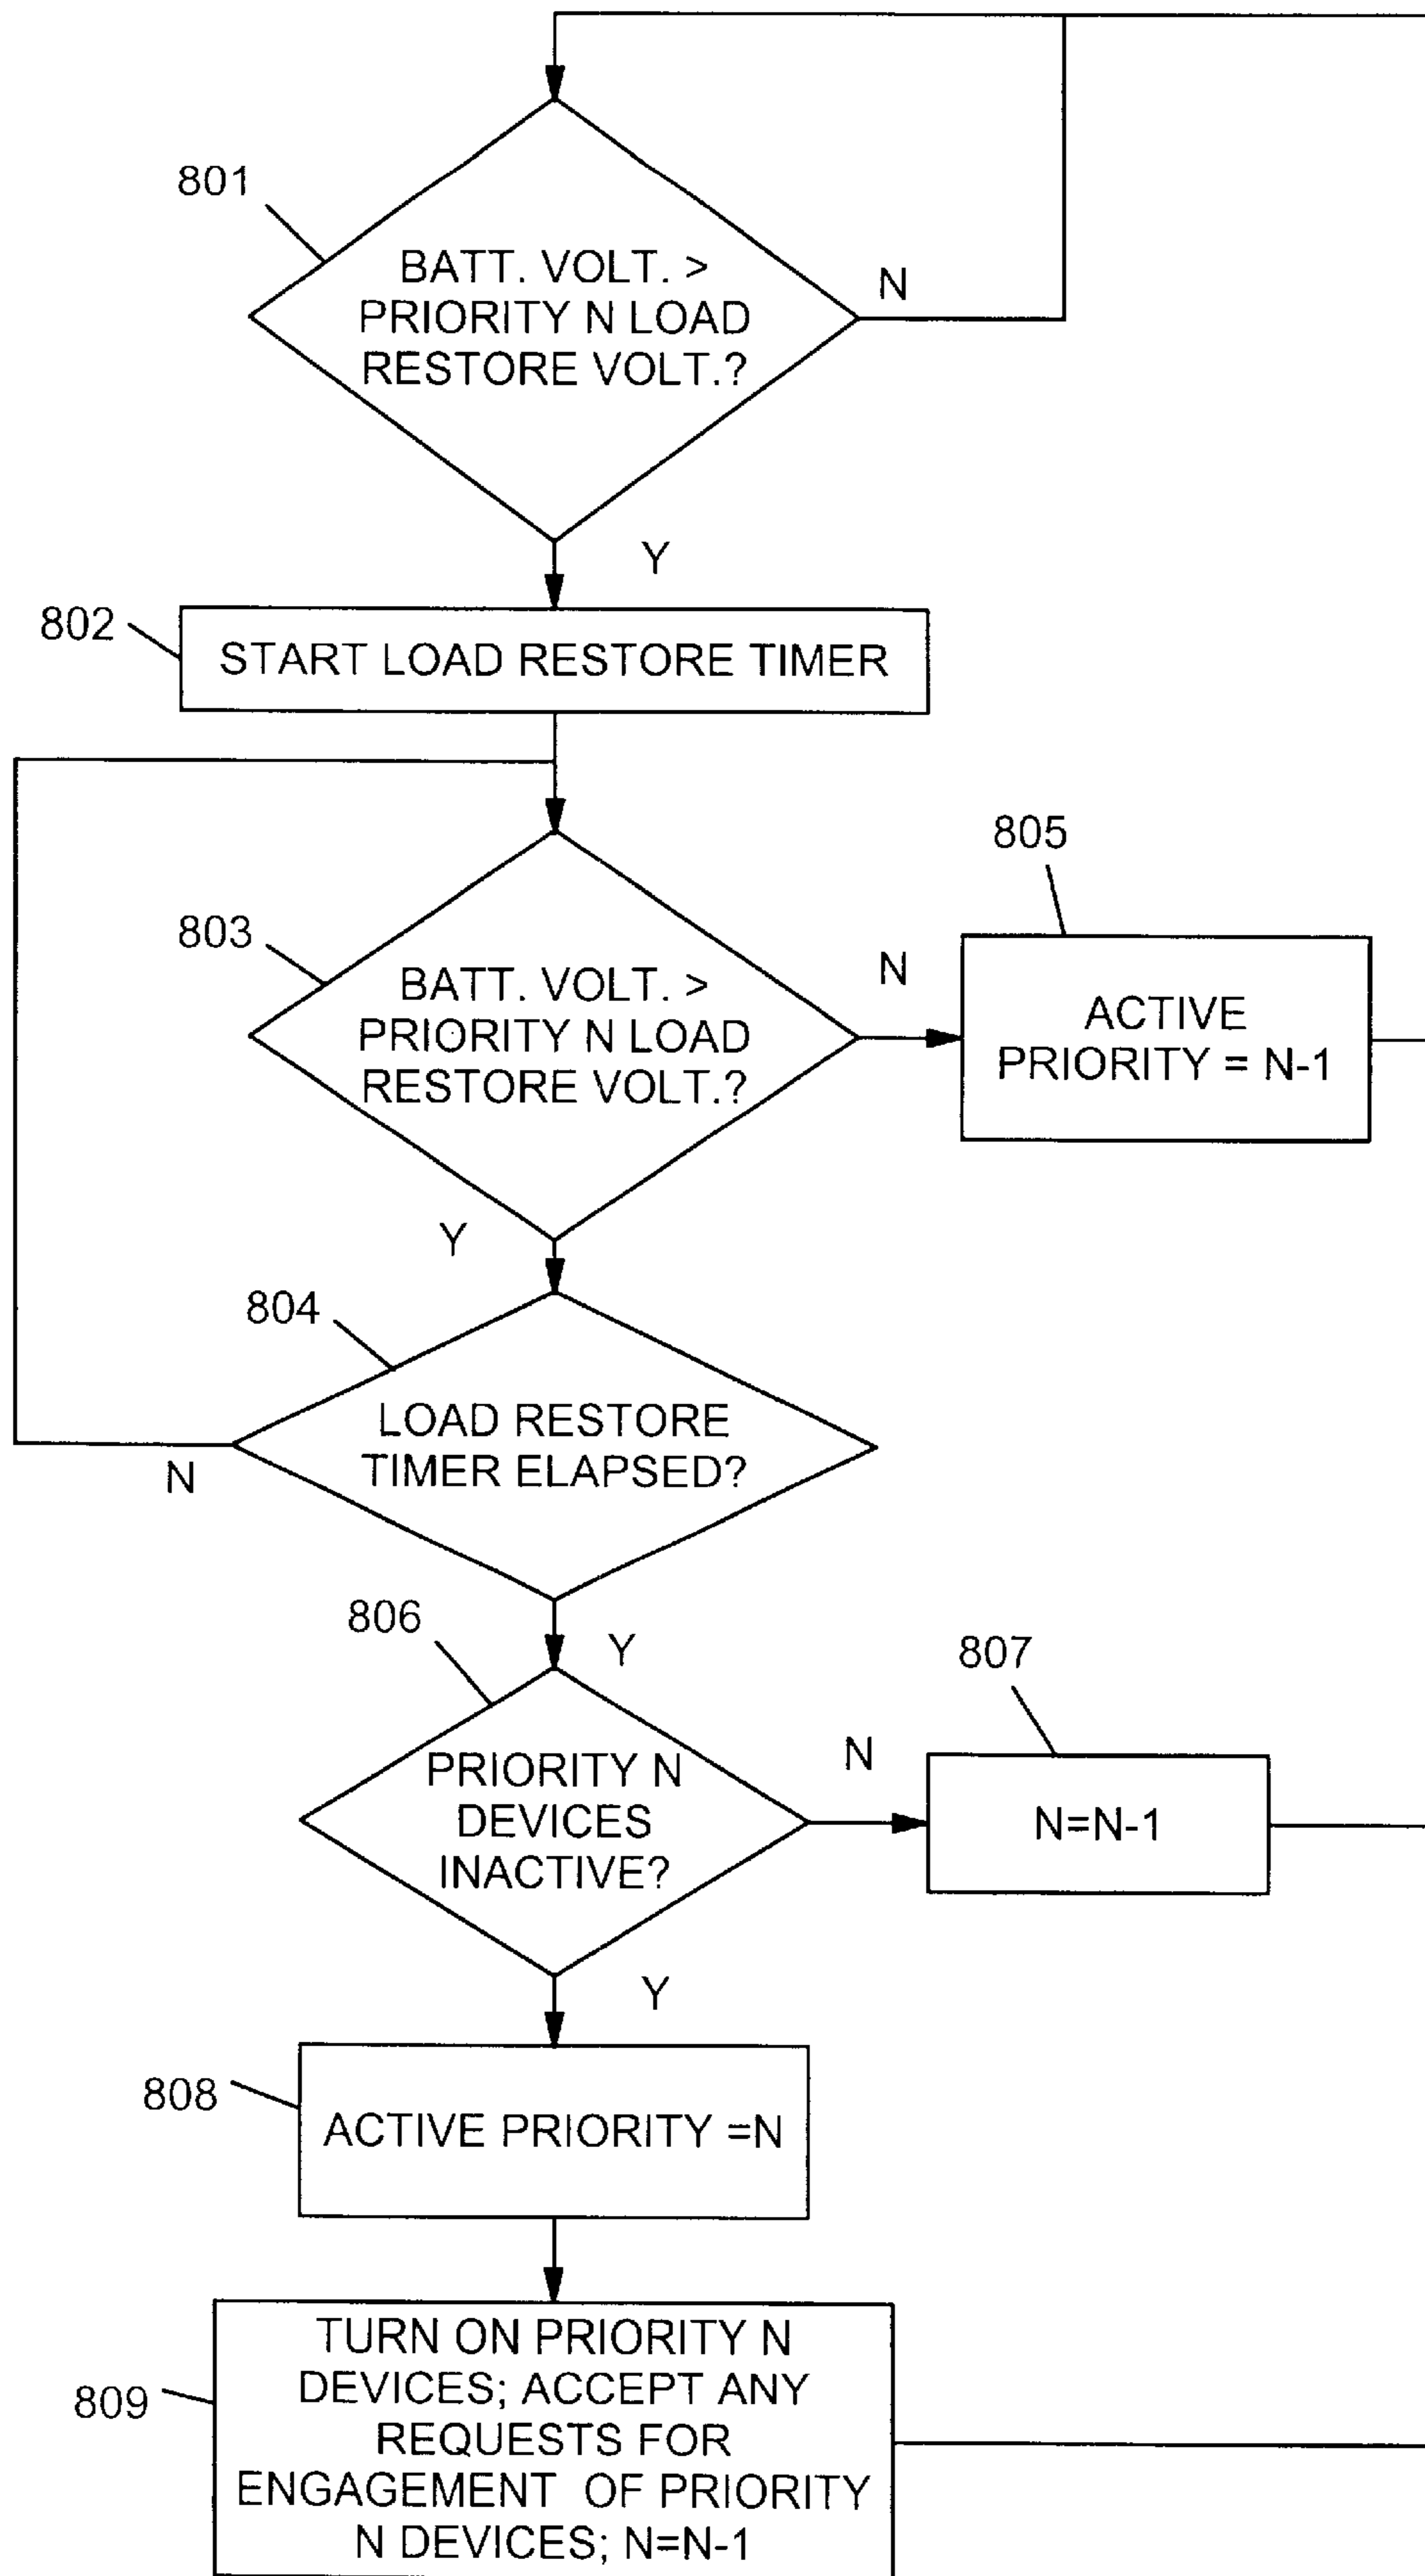 801
BATT. VOLT. >
PRIORITY N LOAD
RESTORE VOLT.?
N
Y
802
START LOAD RESTORE TIMER
803
BATT. VOLT. >
PRIORITY N LOAD
RESTORE VOLT.?
N
805
ACTIVE
PRIORITY = N-1
Y
804
LOAD RESTORE
TIMER ELAPSED?
N
Y
806
PRIORITY N
DEVICES
INACTIVE?
N
807
N=N-1
Y
808
ACTIVE PRIORITY =N
809
TURN ON PRIORITY N
DEVICES; ACCEPT ANY
REQUESTS FOR
ENGAGEMENT OF PRIORITY
N DEVICES; N=N-1